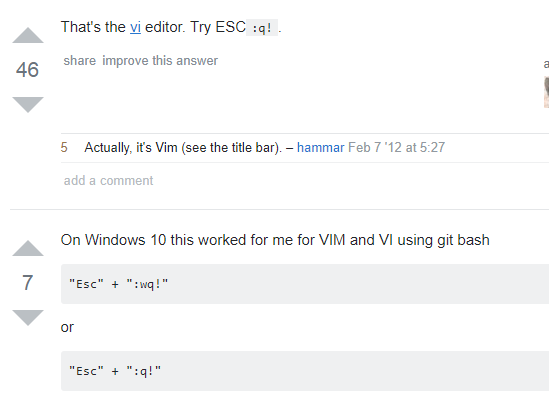 That's the vi editor. Try ESC :q! .
46
share improve this answer
a
5 Actually, it's Vim (see the title bar). – hammar Feb 7 '12 at 5:27
add a comment
On Windows 10 this worked for me for VIM and VI using git bash
7
"Esc" + ":wq!"
or
"Esc" + ":q!"